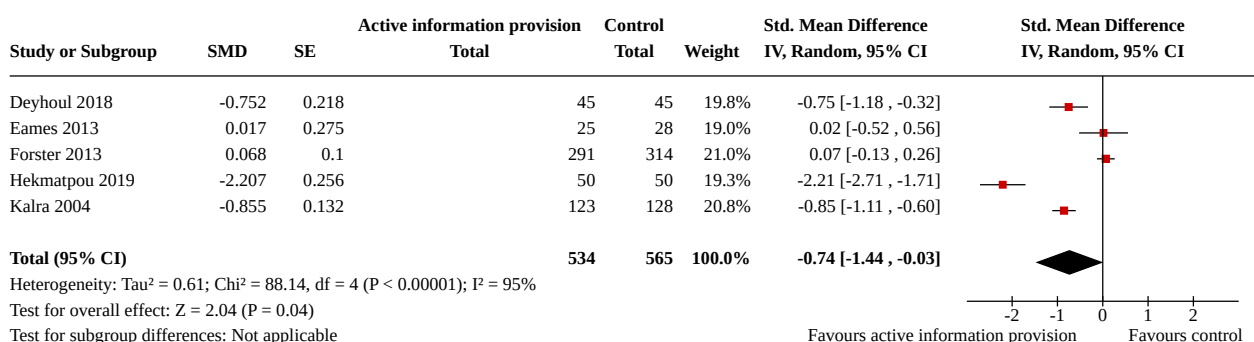 Active information provision Control Std. Mean Difference Std. Mean Difference
Study or Subgroup SMD SE Total Total Weight IV, Random, 95% CI IV, Random, 95% CI
Deyhoul 2018 -0.752 0.218 45 45 19.8% -0.75 [-1.18 , -0.32]
Eames 2013 0.017 0.275 25 28 19.0% 0.02 [-0.52 , 0.56]
Forster 2013 0.068 0.1 291 314 21.0% 0.07 [-0.13 , 0.26]
Hekmatpou 2019 -2.207 0.256 50 50 19.3% -2.21 [-2.71 , -1.71]
Kalra 2004 -0.855 0.132 123 128 20.8% -0.85 [-1.11 , -0.60]
Total (95% CI) 534 565 100.0% -0.74 [-1.44 , -0.03]
Heterogeneity: Tau² = 0.61; Chi² = 88.14, df = 4 (P < 0.00001); I² = 95%
Test for overall effect: Z = 2.04 (P = 0.04)
-2 -1 0 1 2
Test for subgroup differences: Not applicable Favours active information provision Favours control